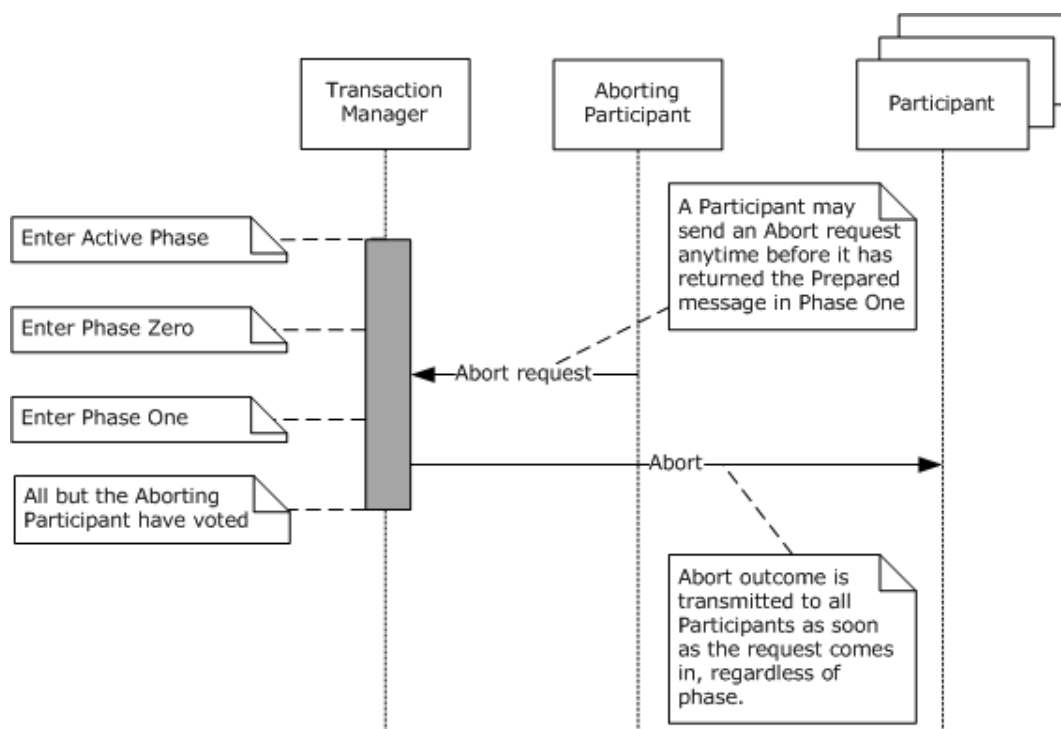 Transaction
Manager
Aborting
Participant
Participant
A Participant may
send an Abort request
anytime before it has
returned the Prepared
message in Phase One
Enter Active Phase
Enter Phase Zero
Abort request
Enter Phase One
Abort
All but the Aborting
Participant have voted
Abort outcome is
transmitted to all
Participants as soon
as the request comes
in, regardless of
phase.